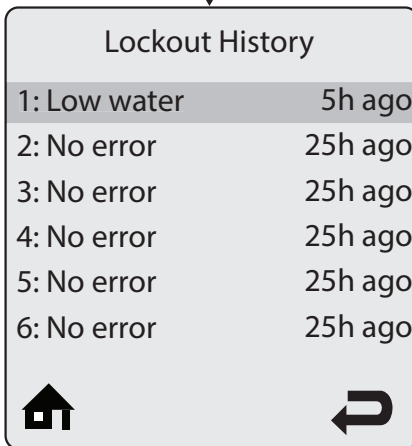 Lockout History
1: Low water 5h ago
2: No error 25h ago
3: No error 25h ago
4: No error 25h ago
5: No error 25h ago
6: No error 25h ago